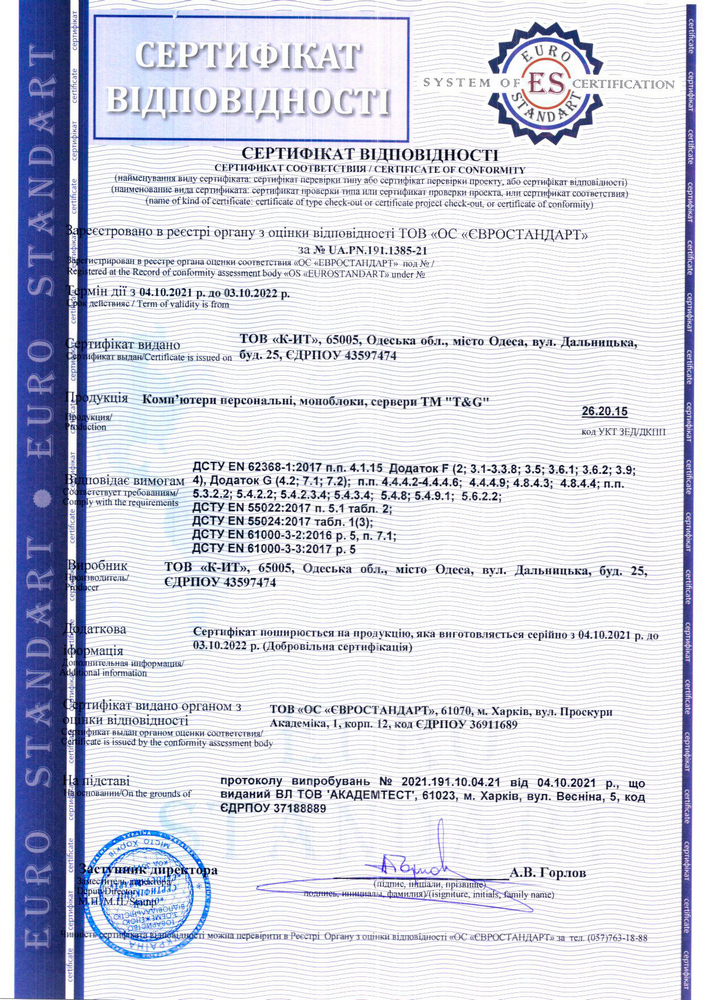 СЕРТИФІКАТ
ВІДПОВІДНОСТІ
EURO
SYSTEM OF ES CERTIFICATION
STANDART
СЕРТИФІКАТ ВІДПОВІДНОСТІ
СЕРТИФИКАТ СООТВЕТСТВИЯ / CERTIFICATE OF CONFORMITY
(найменування виду сертифіката: сертифікат перевірки типу або сертифікат перевірки проекту, або сертифікат відповідності)
(наименование вида сертификата: сертификат проверки типа или сертификат проверки проекта, или сертификат соответствия)
(name of kind of certificate: certificate of type check-out or certificate project check-out, or certificate of conformity)
Зареєстровано в реєстрі органу з оцінки відповідності ТОВ «ОС «ЄВРОСТАНДАРТ»
за № UA.PN.191.1385-21
Зарегистрирован в реестре органа оценки соответствия «ОС «ЕВРОСТАНДАРТ» под № /
Registered at the Record of conformity assessment body «OS «EUROSTANDART» under №
Термін дії з 04.10.2021 р. до 03.10.2022 р.
Срок действияс / Term of validity is from
Сертифікат видано ТОВ «К-ИТ», 65005, Одеська обл., місто Одеса, вул. Дальницька,
Сертификат выдан/Certificate is issued on буд. 25, ЄДРПОУ 43597474
Продукція Комп’ютери персональні, моноблоки, сервери ТМ "T&G"
Продукция/
Production
26.20.15
код УКТ ЗЕД/ДКПП
ДСТУ EN 62368-1:2017 п.п. 4.1.15 Додаток F (2; 3.1-3.3.8; 3.5; 3.6.1; 3.6.2; 3.9;
Відповідає вимогам 4), Додаток G (4.2; 7.1; 7.2); п.п. 4.4.4.2-4.4.4.6; 4.4.4.9; 4.8.4.3; 4.8.4.4; п.п.
Соответствует требованиям/ 5.3.2.2; 5.4.2.2; 5.4.2.3.4; 5.4.3.4; 5.4.8; 5.4.9.1; 5.6.2.2;
Comply with the requirements ДСТУ EN 55022:2017 п. 5.1 табл. 2;
ДСТУ EN 55024:2017 табл. 1(3);
ДСТУ EN 61000-3-2:2016 р. 5, п. 7.1;
ДСТУ EN 61000-3-3:2017 р. 5
Виробник ТОВ «К-ИТ», 65005, Одеська обл., місто Одеса, вул. Дальницька, буд. 25,
Производитель/
Producer ЄДРПОУ 43597474
Додаткова
інформація
Дополнительная информация/
Additional information
Сертифікат поширюється на продукцію, яка виготовляється серійно з 04.10.2021 р. до
03.10.2022 р. (Добровільна сертифікація)
Сертифікат видано органом з
оцінки відповідності
Сертификат выдан органом оценки соответствия/
Certificate is issued by the conformity assessment body
ТОВ «ОС «ЄВРОСТАНДАРТ», 61070, м. Харків, вул. Проскури
Академіка, 1, корп. 12, код ЄДРПОУ 36911689
На підставі
На основании/On the grounds of
протоколу випробувань № 2021.191.10.04.21 від 04.10.2021 р., що
виданий ВЛ ТОВ 'АКАДЕМТЕСТ', 61023, м. Харків, вул. Весніна, 5, код
ЄДРПОУ 37188889
Заступник директора
Заместитель директора
Deputy Director
М.П./М.П./Stamp
А.В. Горлов
(підпис, ініціали, прізвище)
подпись, инициалы, фамилия/)(isignature, initials, family name)
Чинність сертифіката відповідності можна перевірити в Реєстрі Органу з оцінки відповідності «ОС «ЄВРОСТАНДАРТ» за тел. (057)763-18-88
EURO STANDART EURO STANDART
сертифікат certificate